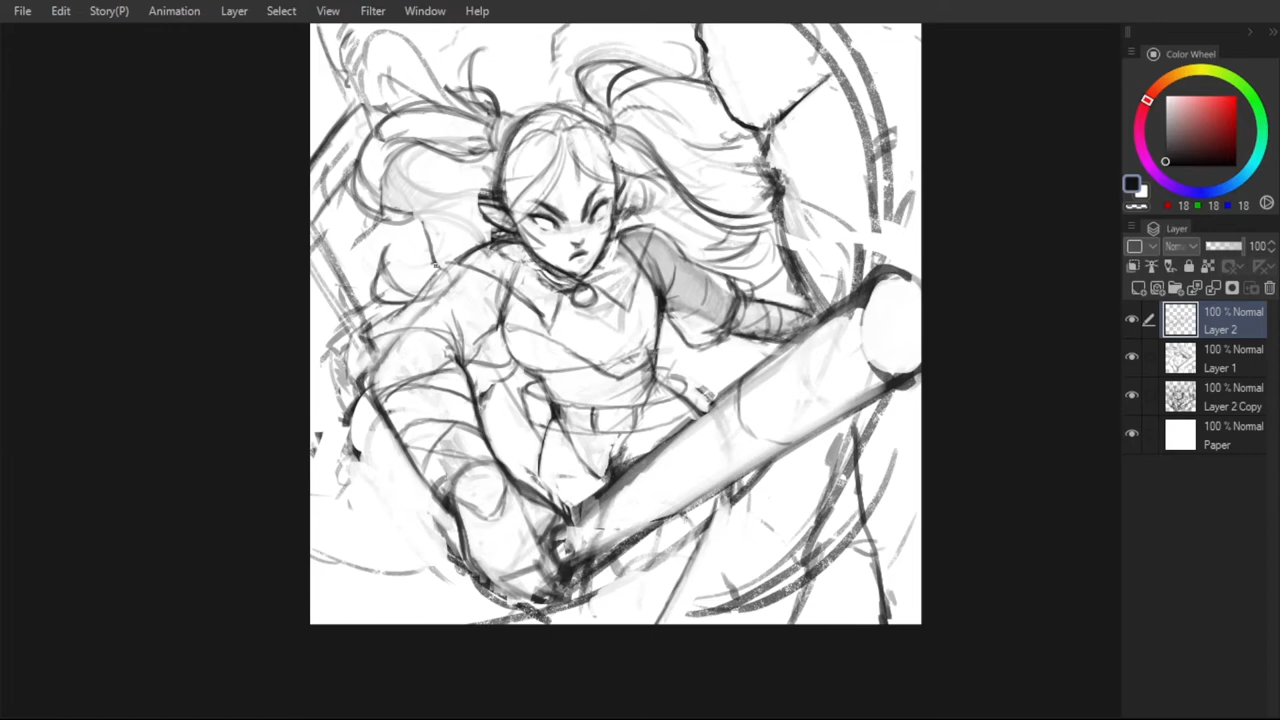 File Edit Story(P) Animation Layer Select View Filter Window Help
Color Wheel
18 18 18
Layer
Norma 100
100 % Normal
Layer 2
100 % Normal
Layer 1
100 % Normal
Layer 2 Copy
100 % Normal
Paper